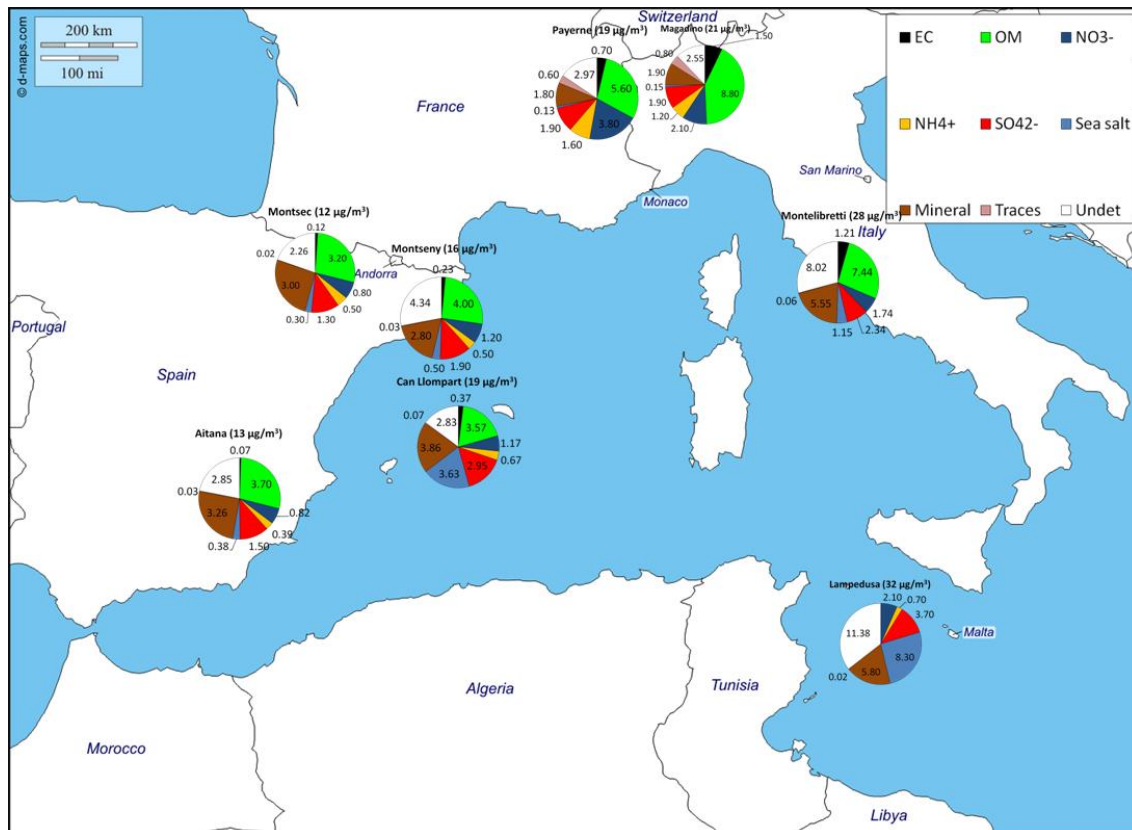 200 km
100 mi
© d-maps.com
Switzerland
Payerne (19 µg/m³)
0.70
2.97
5.60
3.80
1.60
1.90
0.13
1.80
0.60
Magadino (21 µg/m³)
1.50
2.55
8.80
2.10
1.20
1.90
0.15
1.90
0.80
EC
OM
NO3-
NH4+
SO42-
Sea salt
Mineral
Traces
Undet
France
San Marino
Monaco
Montsec (12 µg/m³)
0.12
2.26
3.20
0.80
0.50
1.30
0.30
3.00
0.02
Andorra
Montseny (16 µg/m³)
0.23
4.34
4.00
1.20
0.50
1.90
0.50
2.80
0.03
Montelibretti (28 µg/m³)
1.21
Italy
8.02
7.44
1.74
2.34
1.15
5.55
0.06
Portugal
Spain
Can Llompart (19 µg/m³)
0.37
2.83
3.57
1.17
0.67
2.95
3.63
3.86
0.07
Aitana (13 µg/m³)
0.07
2.85
3.70
0.82
0.39
1.50
0.38
3.26
0.03
Lampedusa (32 µg/m³)
2.10
0.70
3.70
11.38
8.30
5.80
0.02
Malta
Algeria
Tunisia
Morocco
Libya